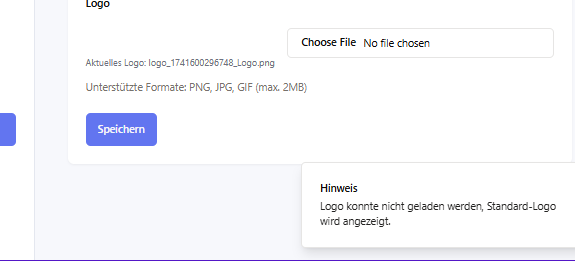 Logo
Choose File No file chosen
Aktuelles Logo: logo_1741600296748_Logo.png
Unterstützte Formate: PNG, JPG, GIF (max. 2MB)
Speichern
Hinweis
Logo konnte nicht geladen werden, Standard-Logo
wird angezeigt.